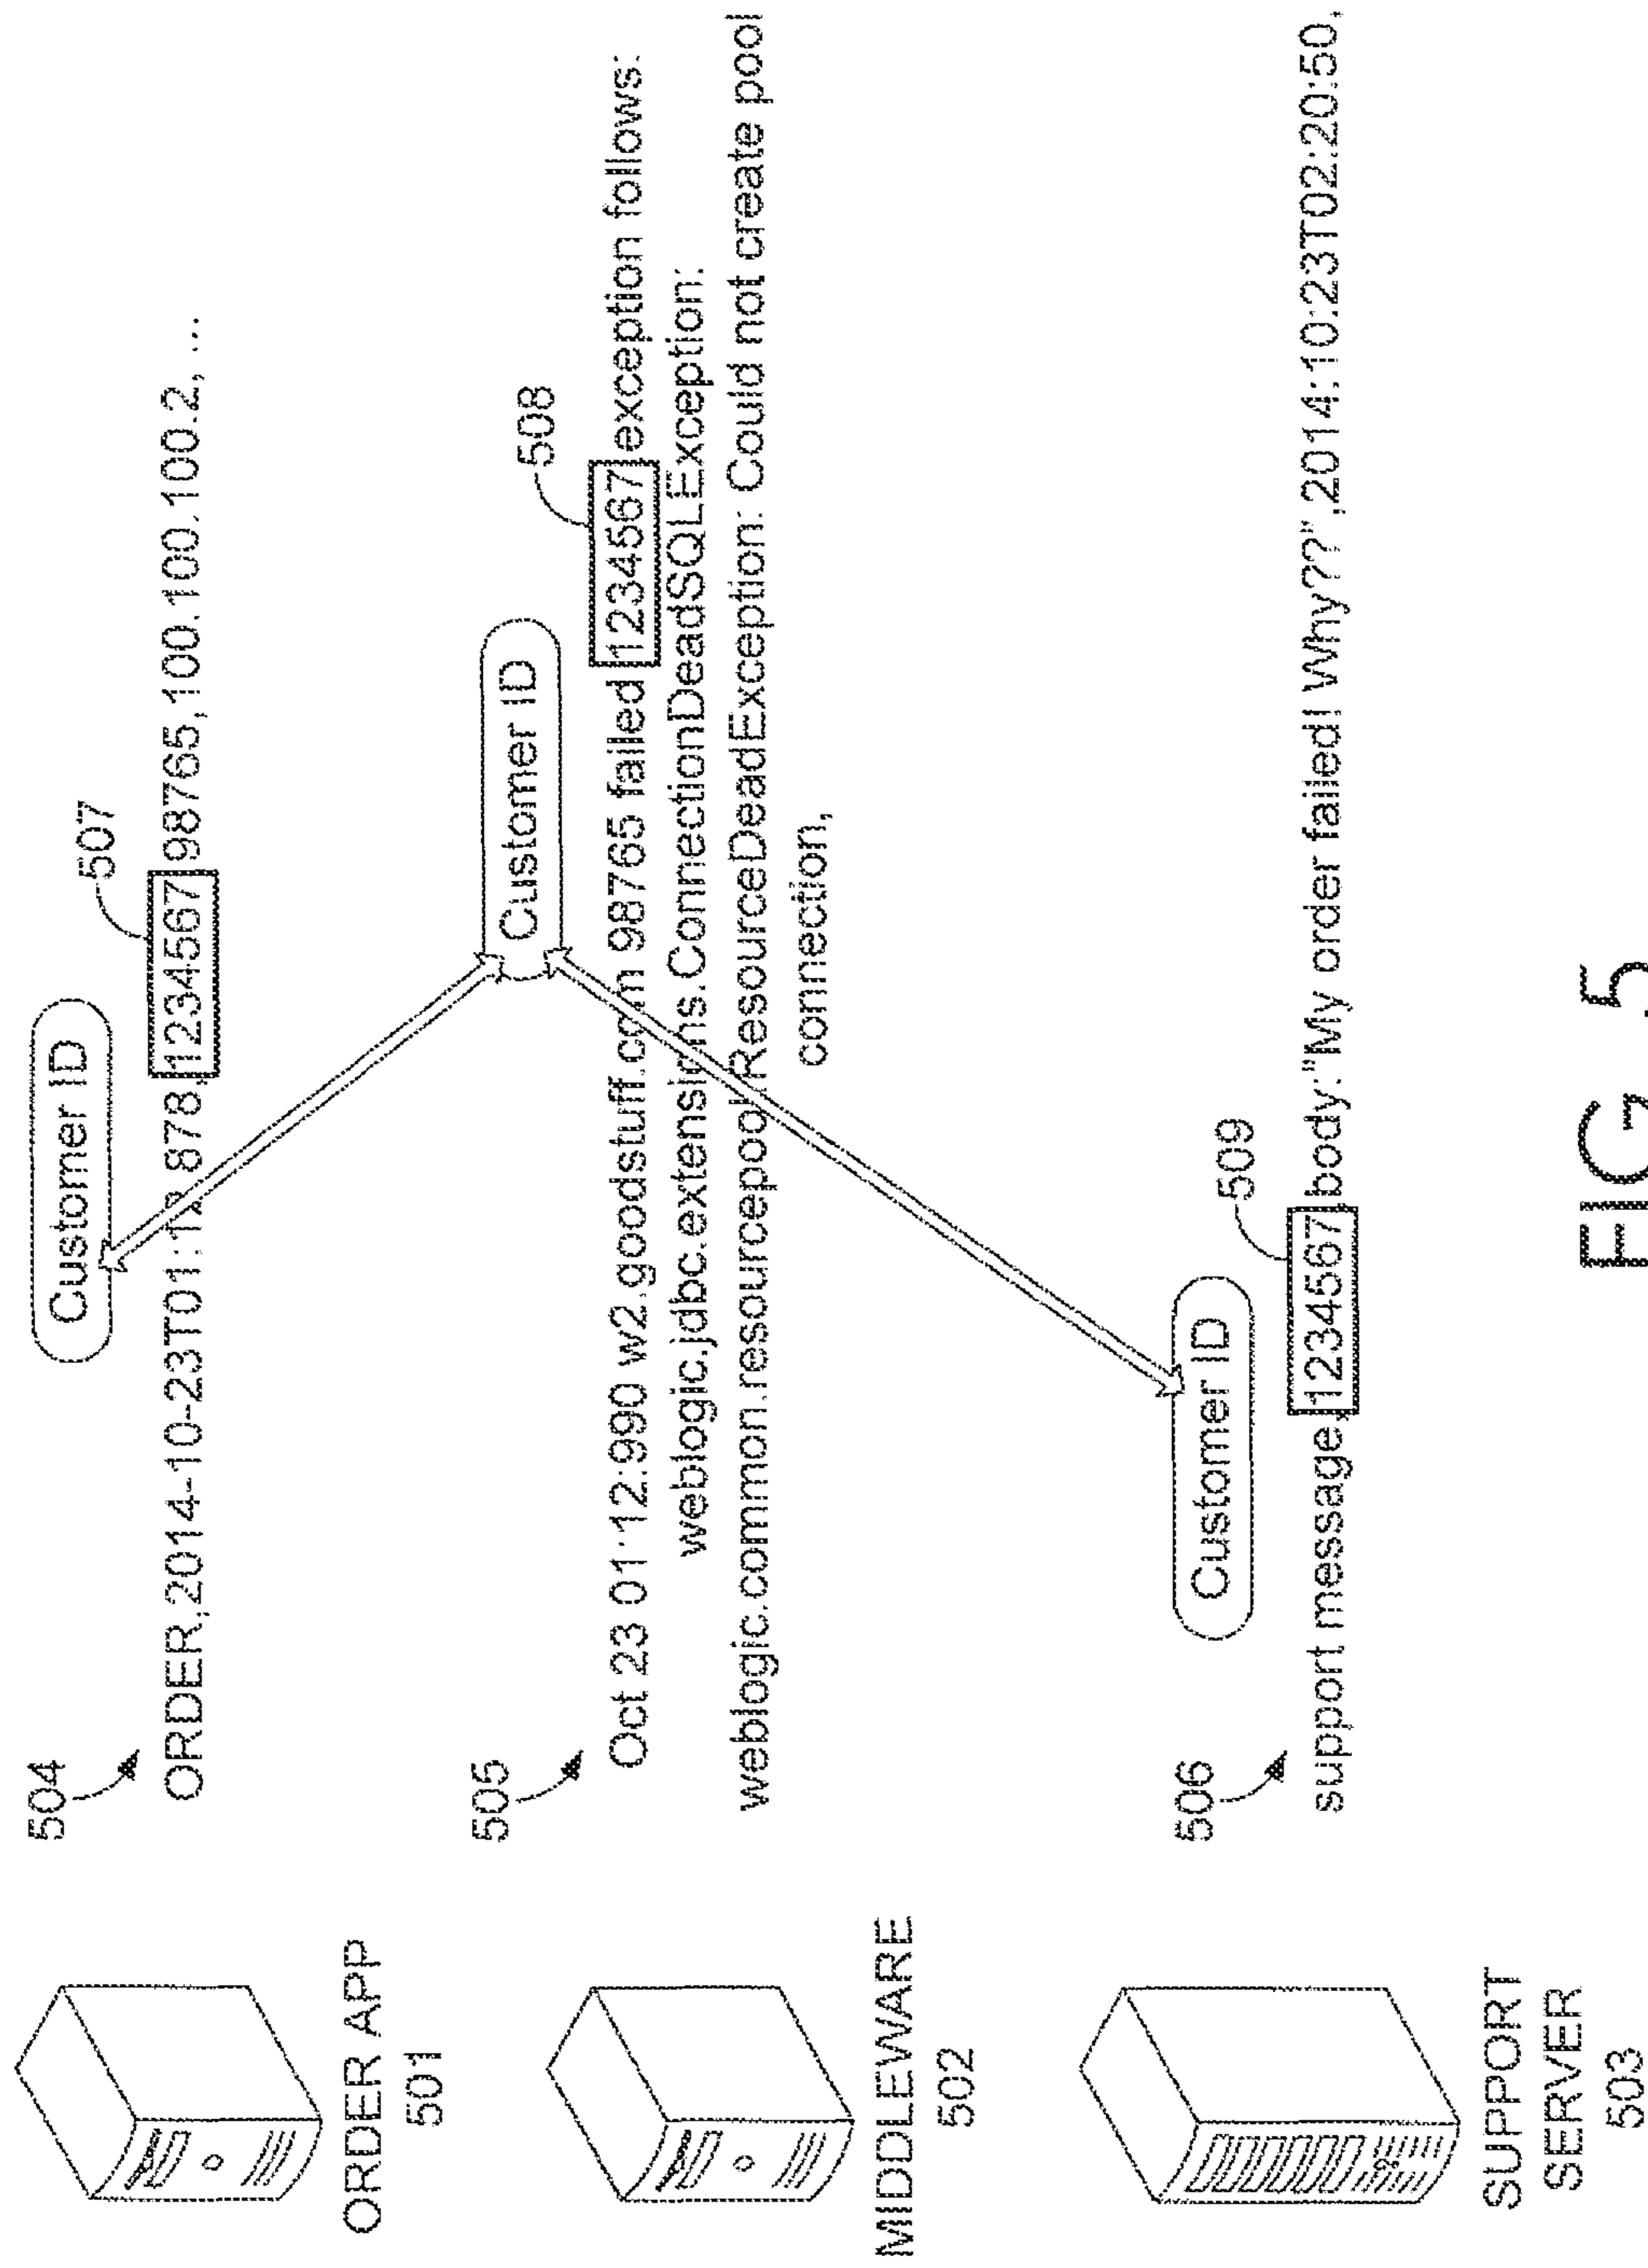 504
Customer ID
507
ORDER,2014-10-23T01:12.878,1234567,98765,100.100.100.2, ...
ORDER APP
501
505
Customer ID
508
Oct 23 01:12:990 w2.goodstuff.com 98765 failed 1234567 exception follows:
weblogic.jdbc.extensions.ConnectionDeadSQLException:
weblogic.common.resourcepool.ResourceDeadException: Could not create pool
connection,
MIDDLEWARE
502
506
Customer ID
509
support message,1234567,body:"My order failed! Why??",2014:10:23T02:20:50,
SUPPORT
SERVER
503
FIG. 5